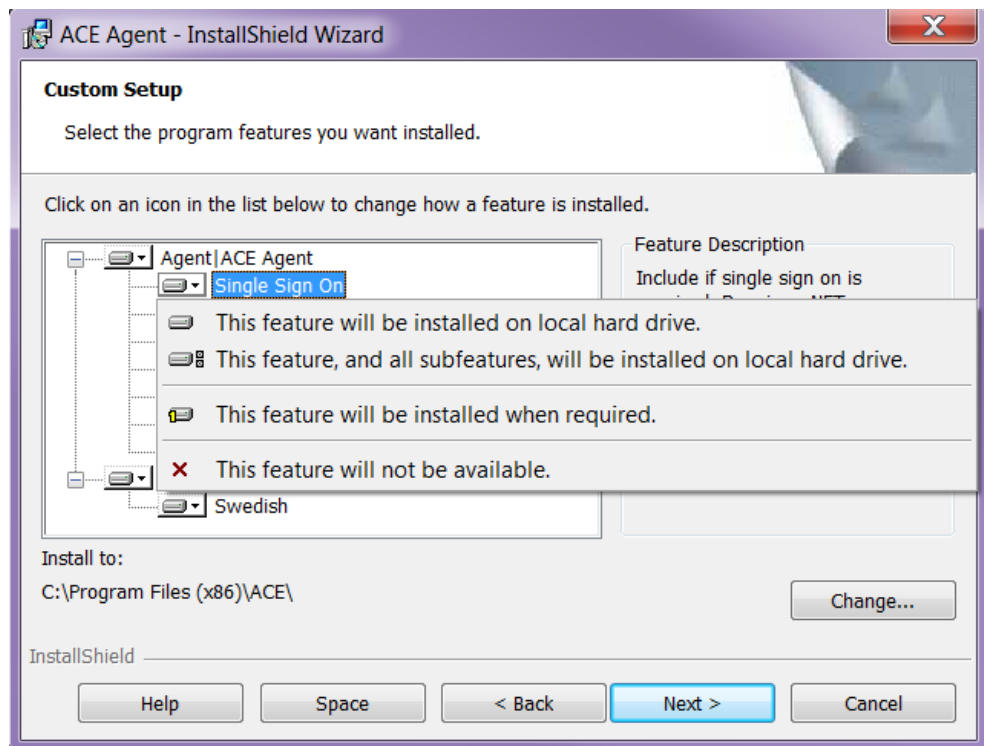 ACE Agent - InstallShield Wizard
Custom Setup
Select the program features you want installed.
Click on an icon in the list below to change how a feature is installed.
Agent|ACE Agent
Single Sign On
Feature Description
Include if single sign on is
This feature will be installed on local hard drive.
This feature, and all subfeatures, will be installed on local hard drive.
This feature will be installed when required.
This feature will not be available.
Swedish
Install to:
C:\Program Files (x86)\ACE\
Change...
InstallShield
Help
Space
< Back
Next >
Cancel